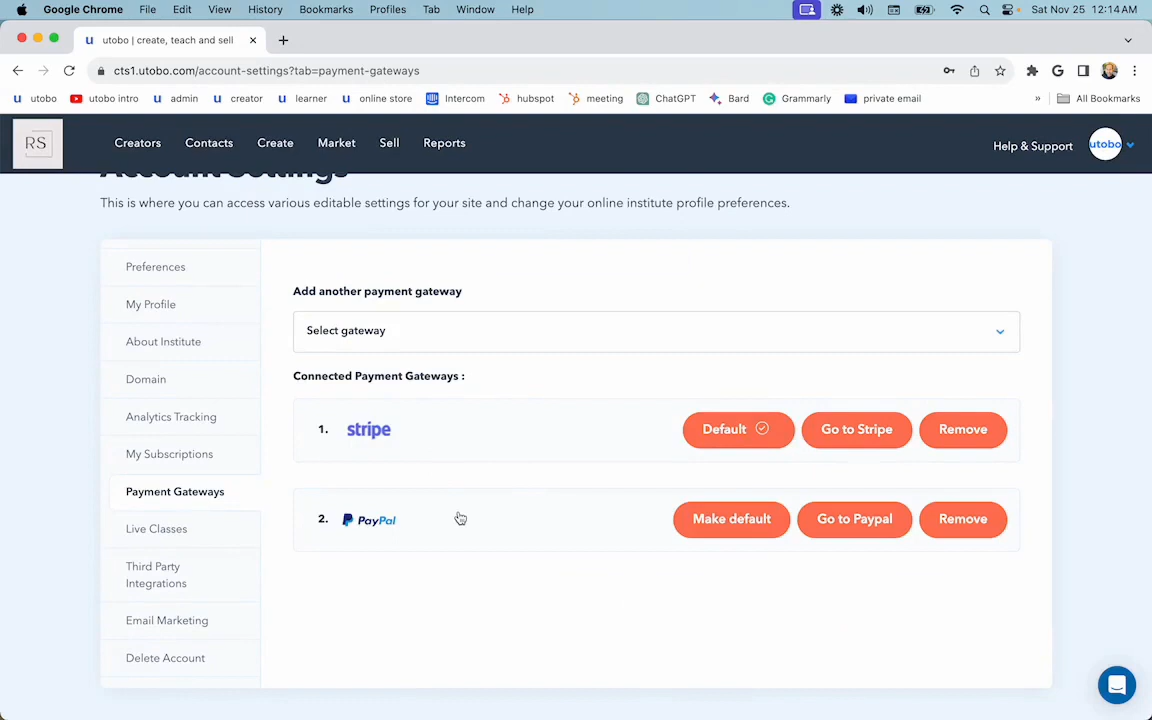 Google Chrome File Edit View History Bookmarks Profiles Tab Window Help Sat Nov 25 12:14 AM
utobo | create, teach and sell
cts1.utobo.com/account-settings?tab=payment-gateways
utobo utobo intro admin creator learner online store Intercom hubspot meeting ChatGPT Bard Grammarly private email » All Bookmarks
RS Creators Contacts Create Market Sell Reports Help & Support utobo
Account Settings
This is where you can access various editable settings for your site and change your online institute profile preferences.
Preferences
My Profile
About Institute
Domain
Analytics Tracking
My Subscriptions
Payment Gateways
Live Classes
Third Party
Integrations
Email Marketing
Delete Account
Add another payment gateway
Select gateway
Connected Payment Gateways :
1. stripe Default Go to Stripe Remove
2. PayPal Make default Go to Paypal Remove